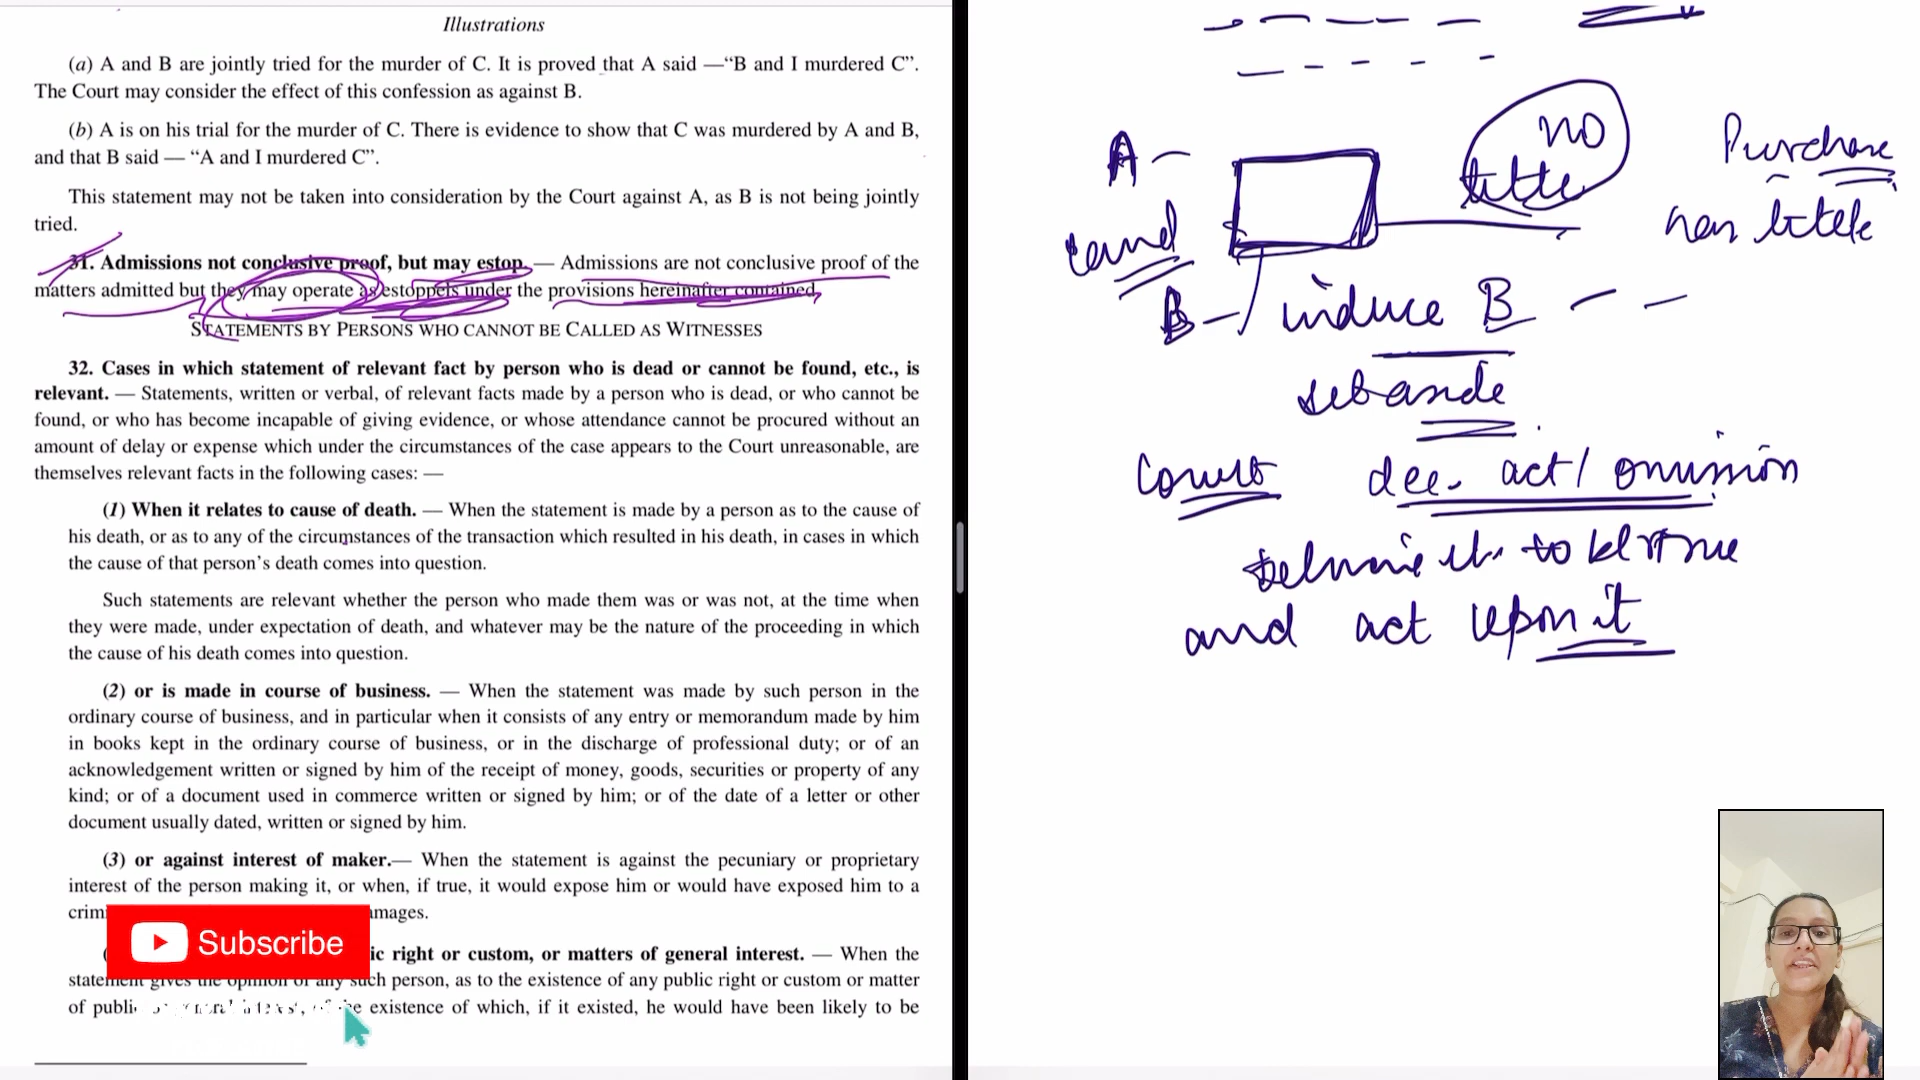 Illustrations
(a) A and B are jointly tried for the murder of C. It is proved that A said —“B and I murdered C”.
The Court may consider the effect of this confession as against B.
(b) A is on his trial for the murder of C. There is evidence to show that C was murdered by A and B,
and that B said — “A and I murdered C”.
This statement may not be taken into consideration by the Court against A, as B is not being jointly
tried.
31. Admissions not conclusive proof, but may estop. — Admissions are not conclusive proof of the
matters admitted but they may operate as estoppels under the provisions hereinafter contained.
STATEMENTS BY PERSONS WHO CANNOT BE CALLED AS WITNESSES
32. Cases in which statement of relevant fact by person who is dead or cannot be found, etc., is
relevant. — Statements, written or verbal, of relevant facts made by a person who is dead, or who cannot be
found, or who has become incapable of giving evidence, or whose attendance cannot be procured without an
amount of delay or expense which under the circumstances of the case appears to the Court unreasonable, are
themselves relevant facts in the following cases: —
(1) When it relates to cause of death. — When the statement is made by a person as to the cause of
his death, or as to any of the circumstances of the transaction which resulted in his death, in cases in which
the cause of that person’s death comes into question.
Such statements are relevant whether the person who made them was or was not, at the time when
they were made, under expectation of death, and whatever may be the nature of the proceeding in which
the cause of his death comes into question.
(2) or is made in course of business. — When the statement was made by such person in the
ordinary course of business, and in particular when it consists of any entry or memorandum made by him
in books kept in the ordinary course of business, or in the discharge of professional duty; or of an
acknowledgement written or signed by him of the receipt of money, goods, securities or property of any
kind; or of a document used in commerce written or signed by him; or of the date of a letter or other
document usually dated, written or signed by him.
(3) or against interest of maker.— When the statement is against the pecuniary or proprietary
interest of the person making it, or when, if true, it would expose him or would have exposed him to a
crim amages.
Subscribe
ic right or custom, or matters of general interest. — When the
statement gives the opinion of any such person, as to the existence of any public right or custom or matter
of publi existence of which, if it existed, he would have been likely to be
A –
no
title
Purchase
land
B – induce B – –
Court dec. act / omission
to be true
and act upon it